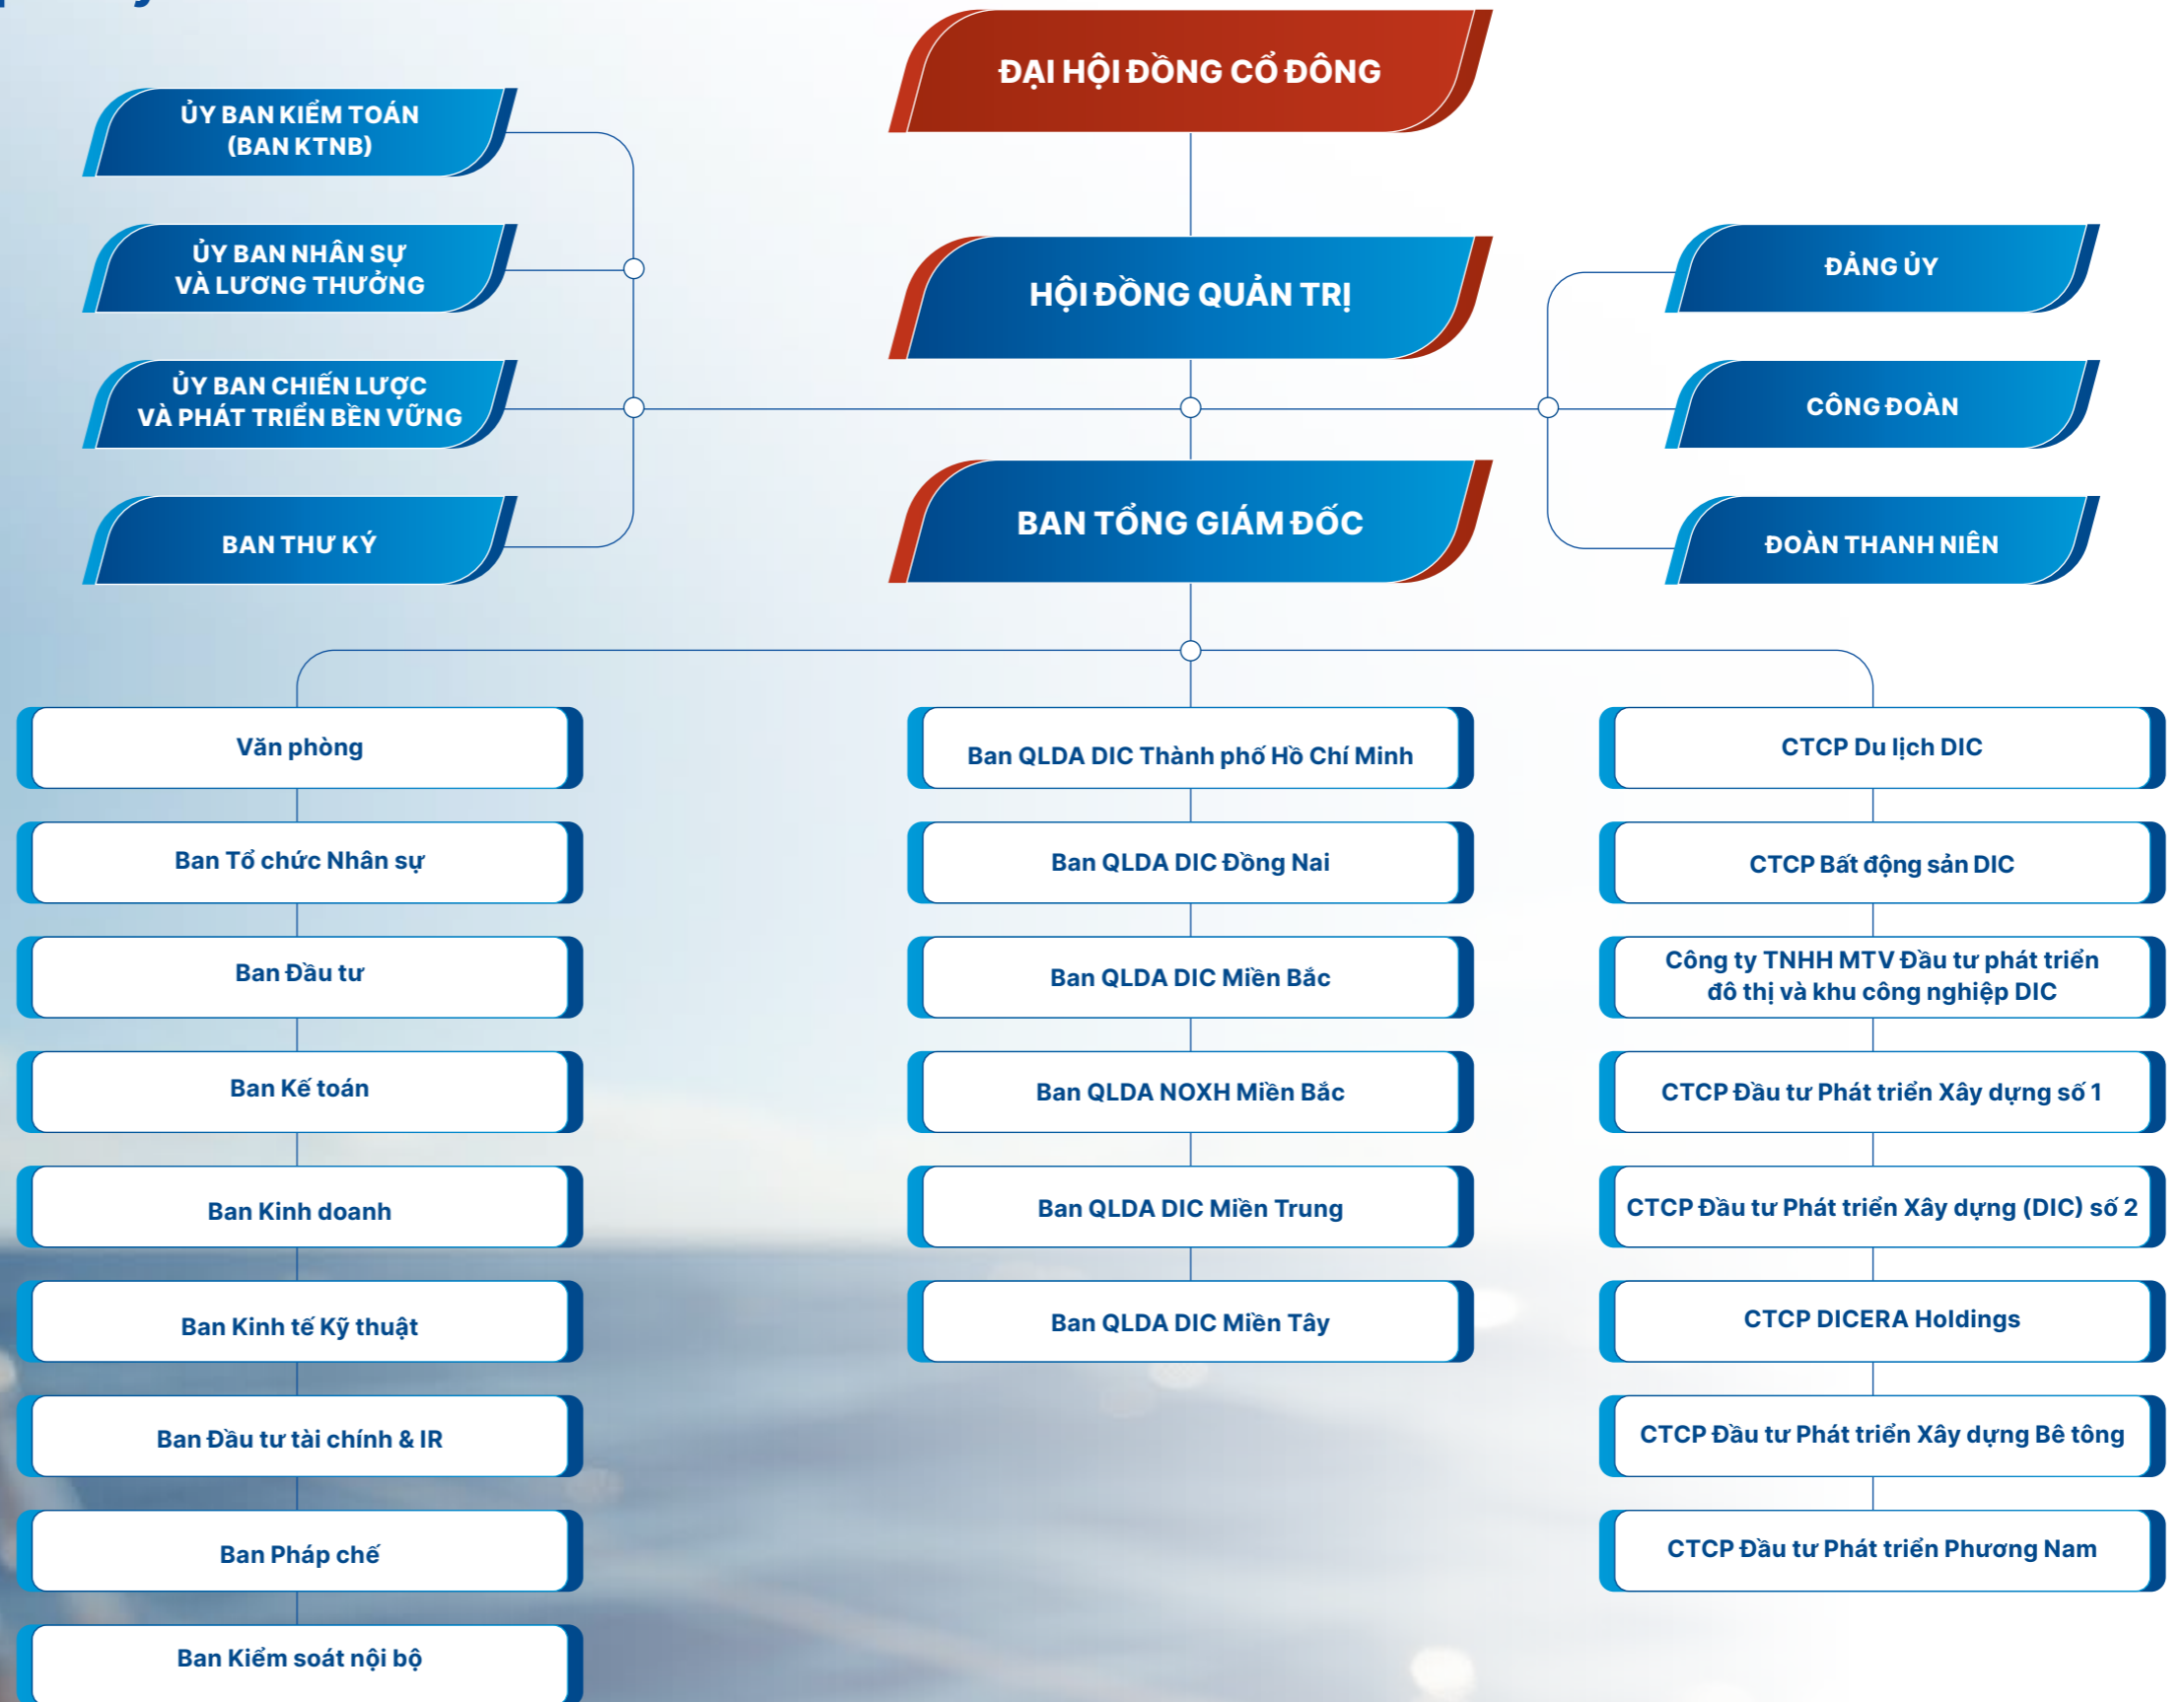 ĐẠI HỘI ĐỒNG CỔ ĐÔNG
ỦY BAN KIỂM TOÁN
(BAN KTNB)
ỦY BAN NHÂN SỰ
VÀ LƯƠNG THƯỞNG
ỦY BAN CHIẾN LƯỢC
VÀ PHÁT TRIỂN BỀN VỮNG
BAN THƯ KÝ
HỘI ĐỒNG QUẢN TRỊ
BAN TỔNG GIÁM ĐỐC
ĐẢNG ỦY
CÔNG ĐOÀN
ĐOÀN THANH NIÊN
Văn phòng
Ban Tổ chức Nhân sự
Ban Đầu tư
Ban Kế toán
Ban Kinh doanh
Ban Kinh tế Kỹ thuật
Ban Đầu tư tài chính & IR
Ban Pháp chế
Ban Kiểm soát nội bộ
Ban QLDA DIC Thành phố Hồ Chí Minh
Ban QLDA DIC Đồng Nai
Ban QLDA DIC Miền Bắc
Ban QLDA NOXH Miền Bắc
Ban QLDA DIC Miền Trung
Ban QLDA DIC Miền Tây
CTCP Du lịch DIC
CTCP Bất động sản DIC
Công ty TNHH MTV Đầu tư phát triển
đô thị và khu công nghiệp DIC
CTCP Đầu tư Phát triển Xây dựng số 1
CTCP Đầu tư Phát triển Xây dựng (DIC) số 2
CTCP DICERA Holdings
CTCP Đầu tư Phát triển Xây dựng Bê tông
CTCP Đầu tư Phát triển Phương Nam